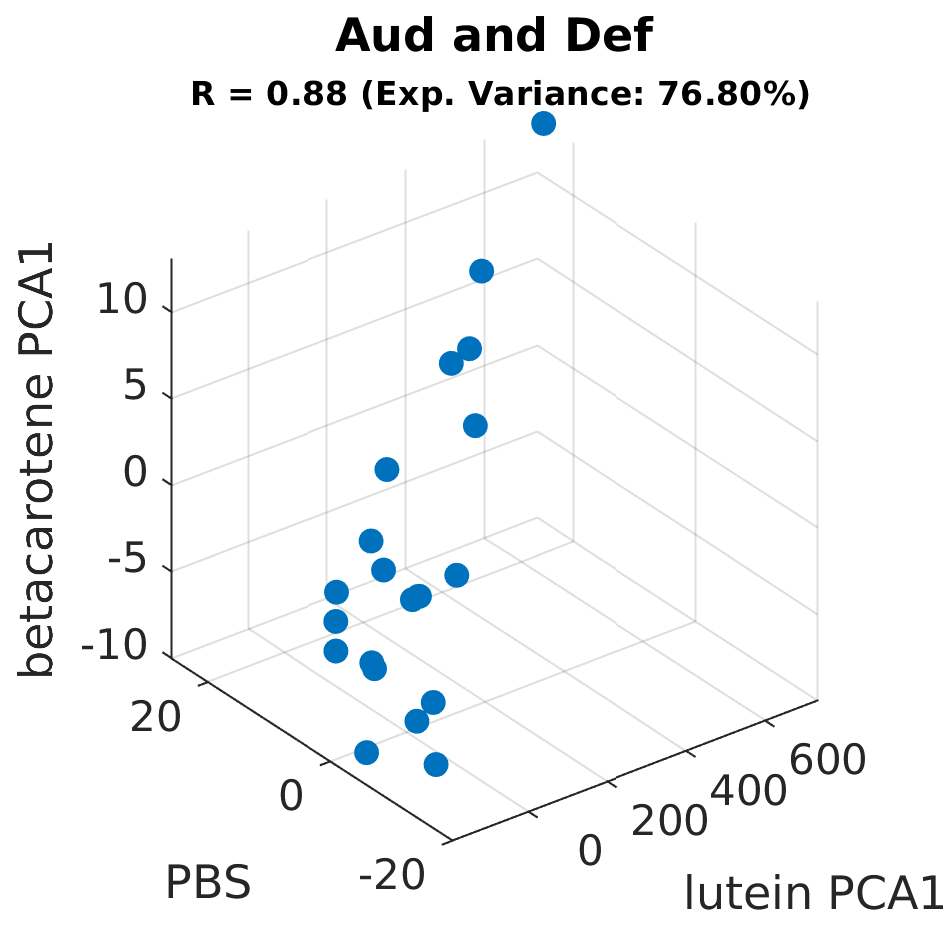 Aud and Def
R = 0.88 (Exp. Variance: 76.80%)
betacarotene PCA1
10
5
0
-5
-10
20
0
-20
PBS
0
200
400
600
lutein PCA1